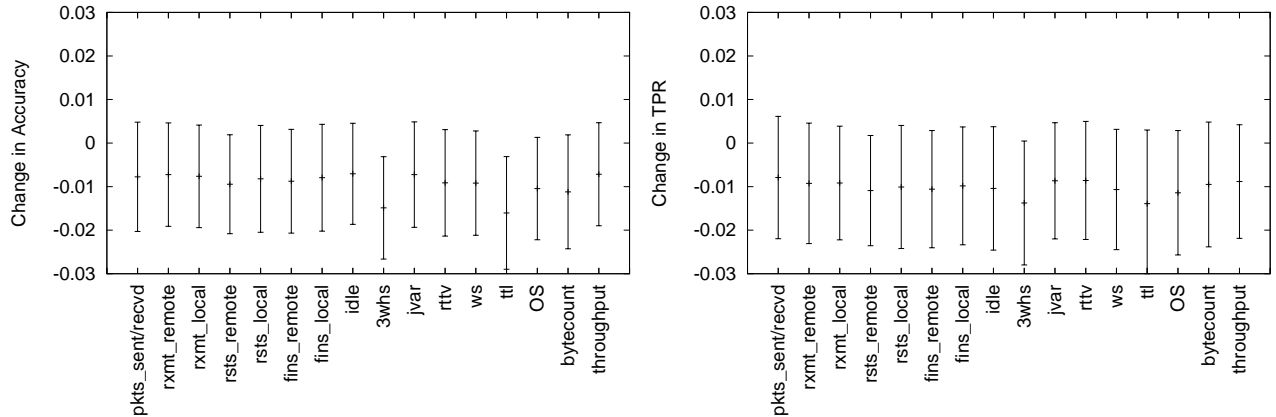 Change in Accuracy
0.03
0.02
0.01
0
-0.01
-0.02
-0.03
pkts_sent/recvd
rxmt_remote
rxmt_local
rsts_remote
rsts_local
fins_remote
fins_local
idle
3whs
jvar
rttv
ws
ttl
OS
bytecount
throughput
Change in TPR
0.03
0.02
0.01
0
-0.01
-0.02
-0.03
pkts_sent/recvd
rxmt_remote
rxmt_local
rsts_remote
rsts_local
fins_remote
fins_local
idle
3whs
jvar
rttv
ws
ttl
OS
bytecount
throughput